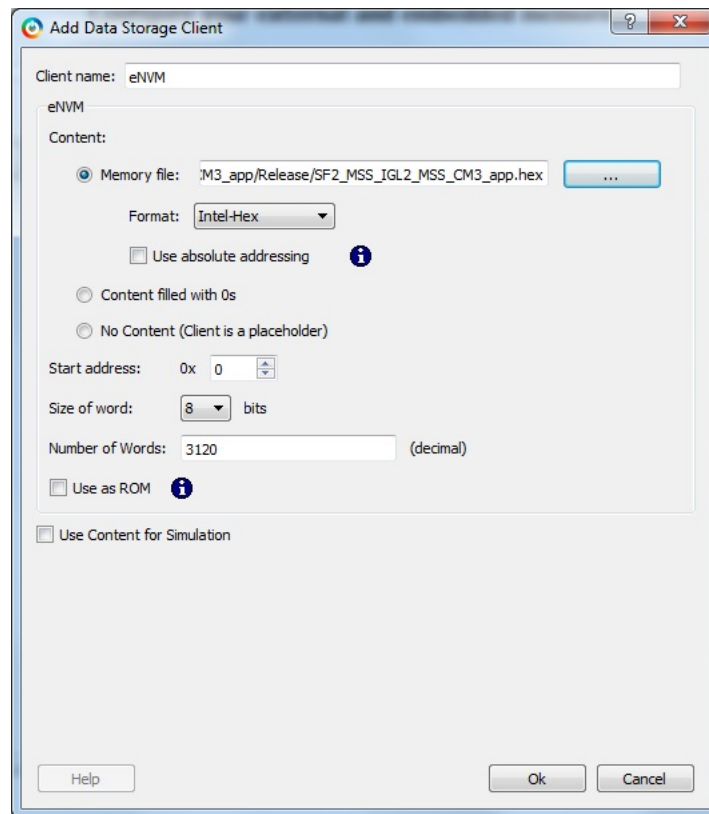 Add Data Storage Client
Client name: eNVM
eNVM
Content:
Memory file: :M3_app/Release/SF2_MSS_IGL2_MSS_CM3_app.hex ...
Format: Intel-Hex
Use absolute addressing
Content filled with 0s
No Content (Client is a placeholder)
Start address: 0x 0
Size of word: 8 bits
Number of Words: 3120 (decimal)
Use as ROM
Use Content for Simulation
Help Ok Cancel